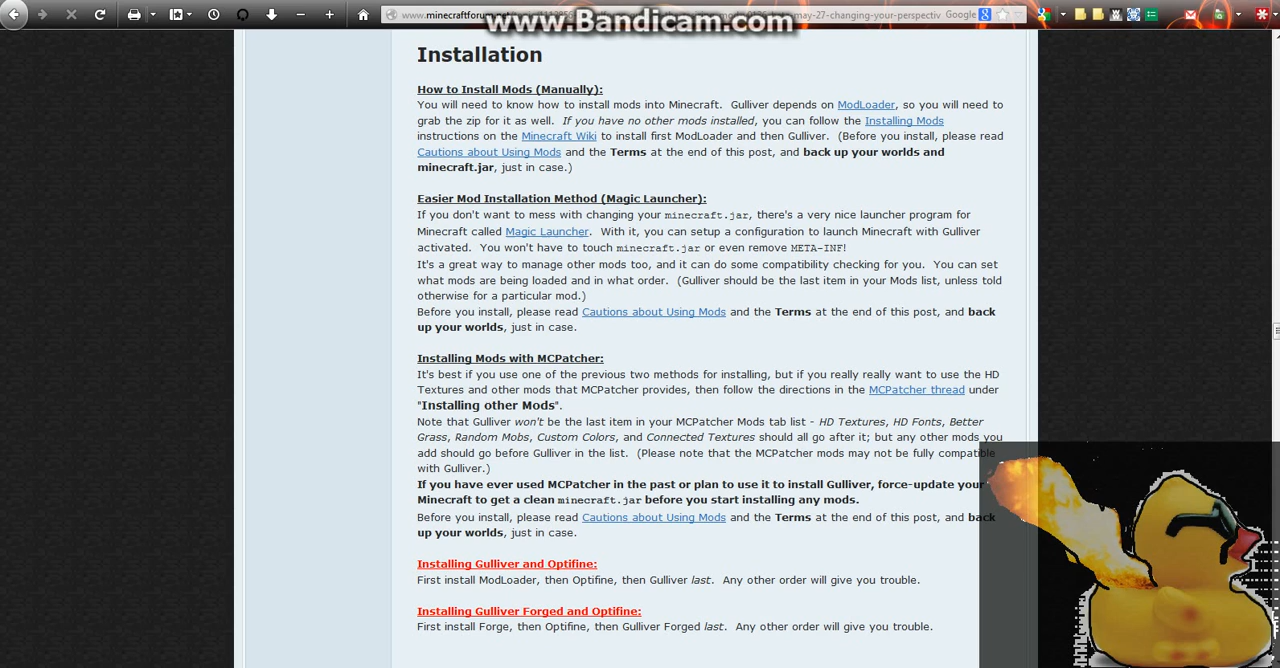 www.minecraftforum.
may-27-changing-your-perspectiv
Google
www.Bandicam.com
Installation
How to Install Mods (Manually):
You will need to know how to install mods into Minecraft.  Gulliver depends on ModLoader, so you will need to
grab the zip for it as well.  If you have no other mods installed, you can follow the Installing Mods
instructions on the Minecraft Wiki to install first ModLoader and then Gulliver.  (Before you install, please read
Cautions about Using Mods and the Terms at the end of this post, and back up your worlds and
minecraft.jar, just in case.)
Easier Mod Installation Method (Magic Launcher):
If you don't want to mess with changing your minecraft.jar, there's a very nice launcher program for
Minecraft called Magic Launcher.  With it, you can setup a configuration to launch Minecraft with Gulliver
activated.  You won't have to touch minecraft.jar or even remove META-INF!
It's a great way to manage other mods too, and it can do some compatibility checking for you.  You can set
what mods are being loaded and in what order.  (Gulliver should be the last item in your Mods list, unless told
otherwise for a particular mod.)
Before you install, please read Cautions about Using Mods and the Terms at the end of this post, and back
up your worlds, just in case.
Installing Mods with MCPatcher:
It's best if you use one of the previous two methods for installing, but if you really really want to use the HD
Textures and other mods that MCPatcher provides, then follow the directions in the MCPatcher thread under
"Installing other Mods".
Note that Gulliver won't be the last item in your MCPatcher Mods tab list - HD Textures, HD Fonts, Better
Grass, Random Mobs, Custom Colors, and Connected Textures should all go after it; but any other mods you
add should go before Gulliver in the list.  (Please note that the MCPatcher mods may not be fully compatible
with Gulliver.)
If you have ever used MCPatcher in the past or plan to use it to install Gulliver, force-update your
Minecraft to get a clean minecraft.jar before you start installing any mods.
Before you install, please read Cautions about Using Mods and the Terms at the end of this post, and back
up your worlds, just in case.
Installing Gulliver and Optifine:
First install ModLoader, then Optifine, then Gulliver last.  Any other order will give you trouble.
Installing Gulliver Forged and Optifine:
First install Forge, then Optifine, then Gulliver Forged last.  Any other order will give you trouble.